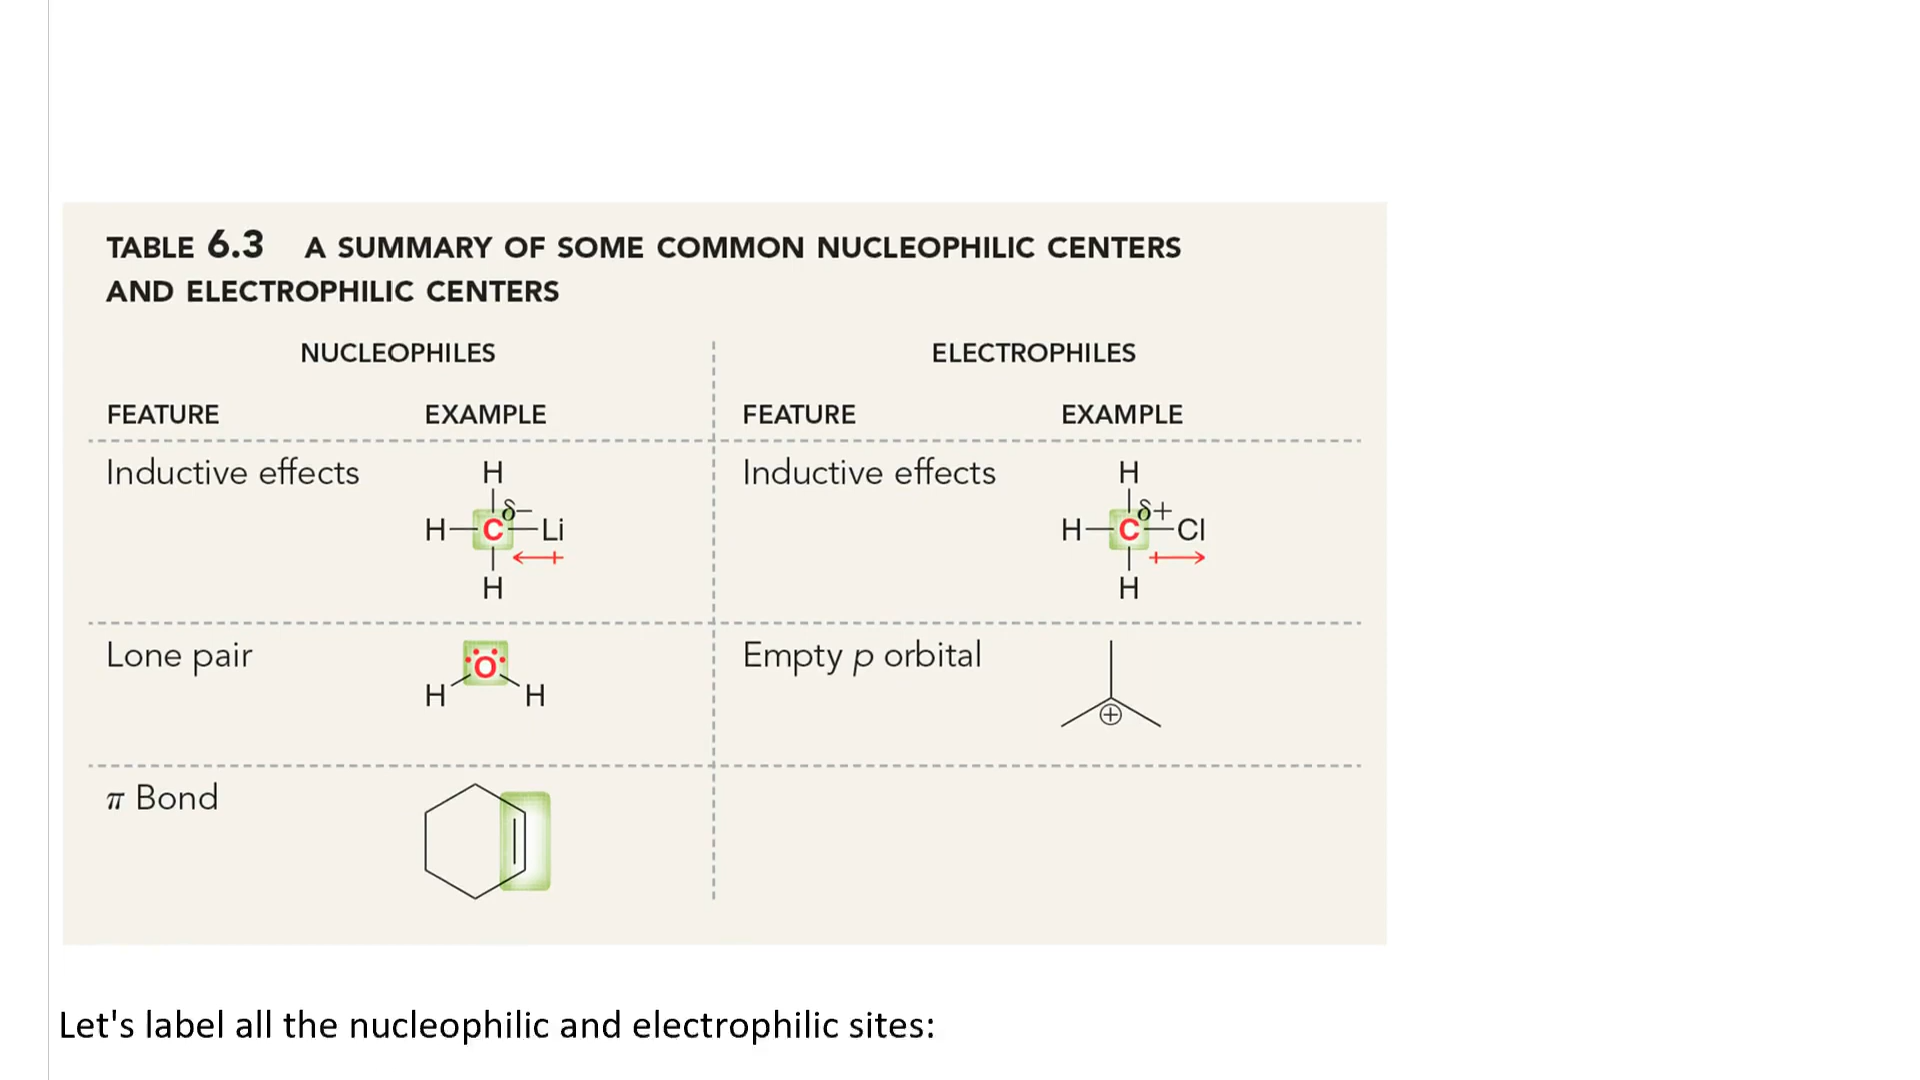 TABLE 6.3 A SUMMARY OF SOME COMMON NUCLEOPHILIC CENTERS
AND ELECTROPHILIC CENTERS
NUCLEOPHILES ELECTROPHILES
FEATURE EXAMPLE FEATURE EXAMPLE
Inductive effects Inductive effects
H H
δ− δ+
H C Li H C Cl
H H
Lone pair Empty p orbital
O
H H
+
π Bond
Let's label all the nucleophilic and electrophilic sites: